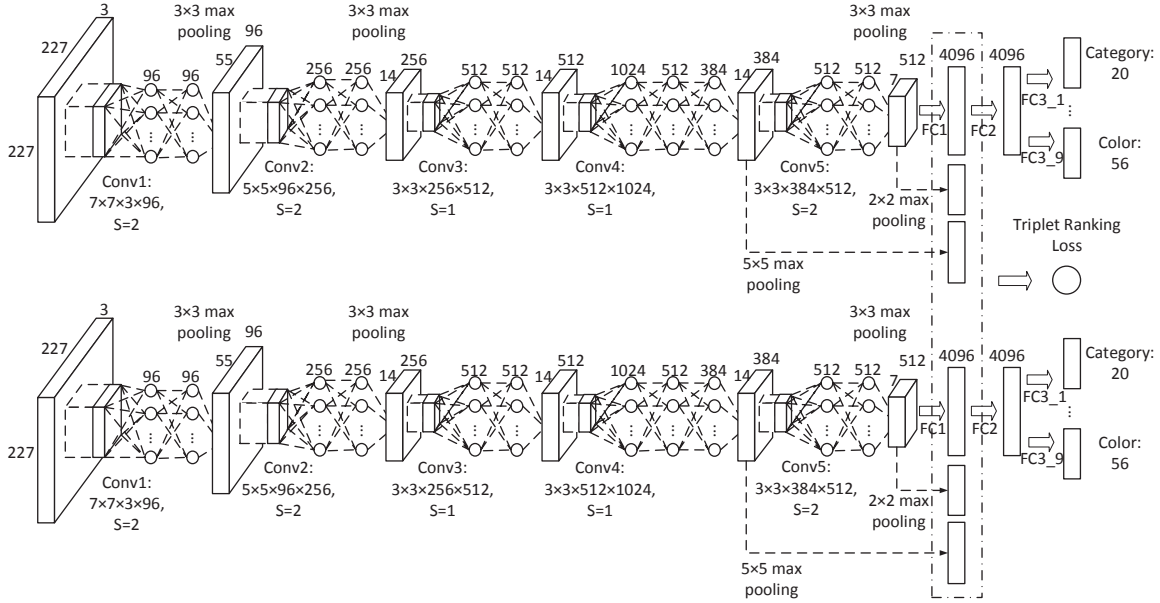 3
3×3 max
pooling
3×3 max
pooling
3×3 max
pooling
227
96
96
96
55
256
256
256
14
512
512
512
14
1024
512
384
384
14
512
512
512
7
4096
4096
Category:
20
FC1
FC2
FC3_1
...
FC3_9
Color:
56
227
Conv1:
7×7×3×96,
S=2
Conv2:
5×5×96×256,
S=2
Conv3:
3×3×256×512,
S=1
Conv4:
3×3×512×1024,
S=1
Conv5:
3×3×384×512,
S=2
2×2 max
pooling
5×5 max
pooling
Triplet Ranking
Loss
3
3×3 max
pooling
3×3 max
pooling
3×3 max
pooling
227
96
96
96
55
256
256
256
14
512
512
512
14
1024
512
384
384
14
512
512
512
7
4096
4096
Category:
20
FC1
FC2
FC3_1
...
FC3_9
Color:
56
227
Conv1:
7×7×3×96,
S=2
Conv2:
5×5×96×256,
S=2
Conv3:
3×3×256×512,
S=1
Conv4:
3×3×512×1024,
S=1
Conv5:
3×3×384×512,
S=2
2×2 max
pooling
5×5 max
pooling